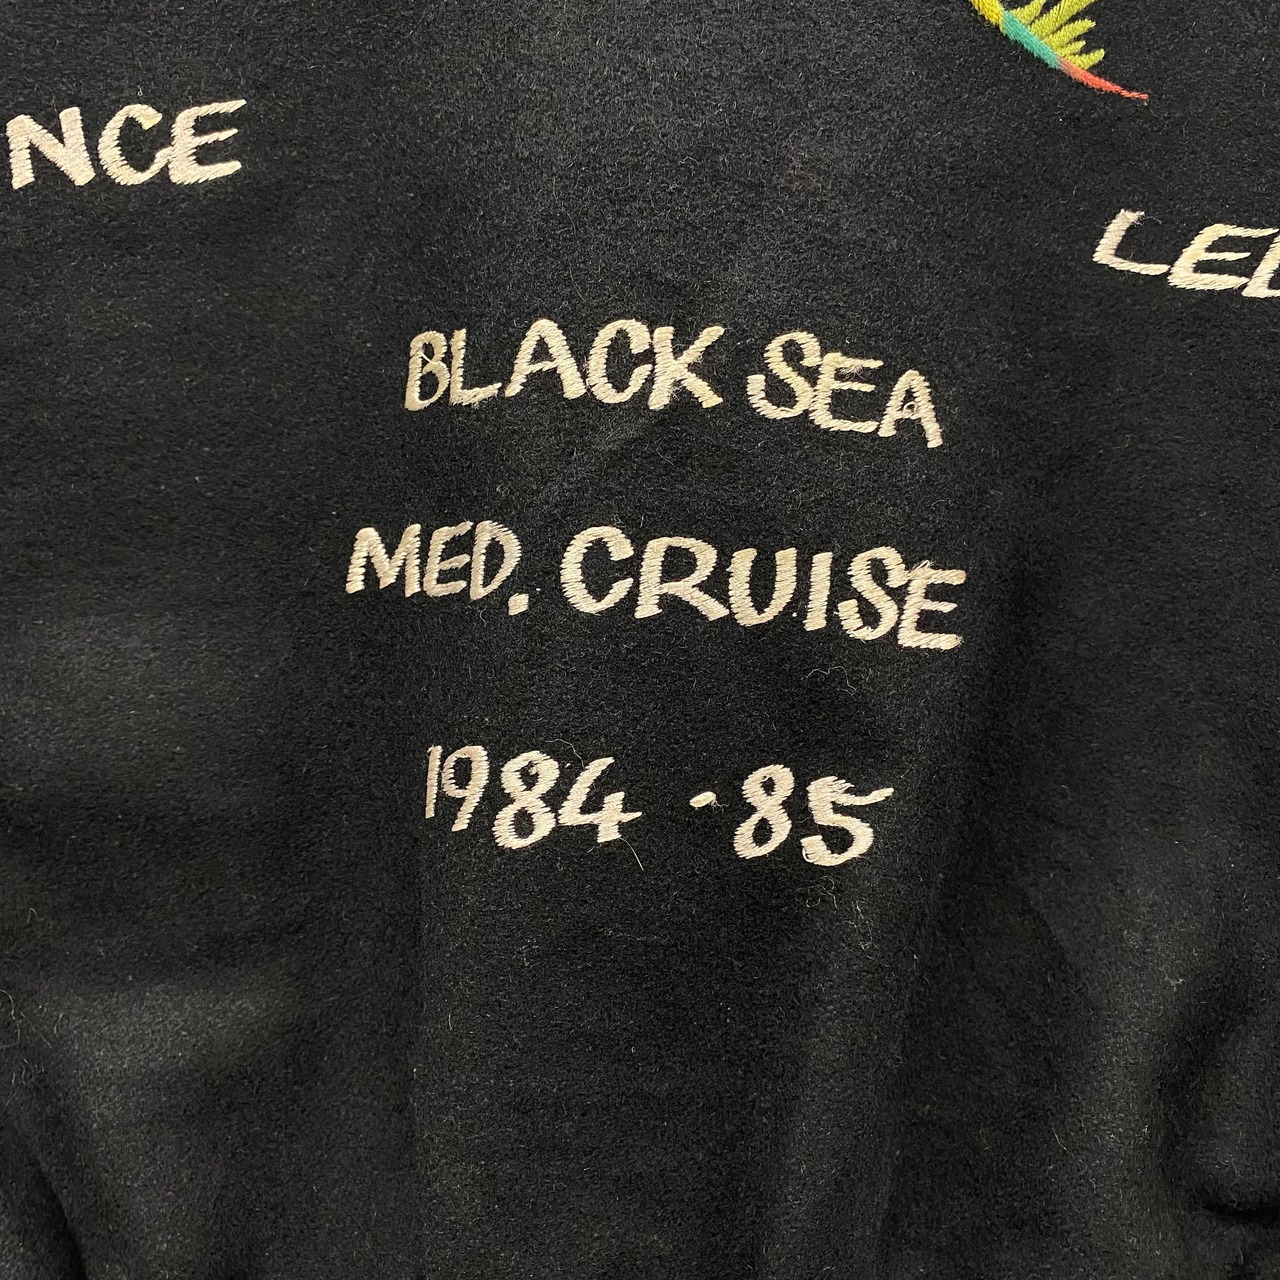 NCE
LE
BLACK SEA
MED. CRUISE
1984 -85